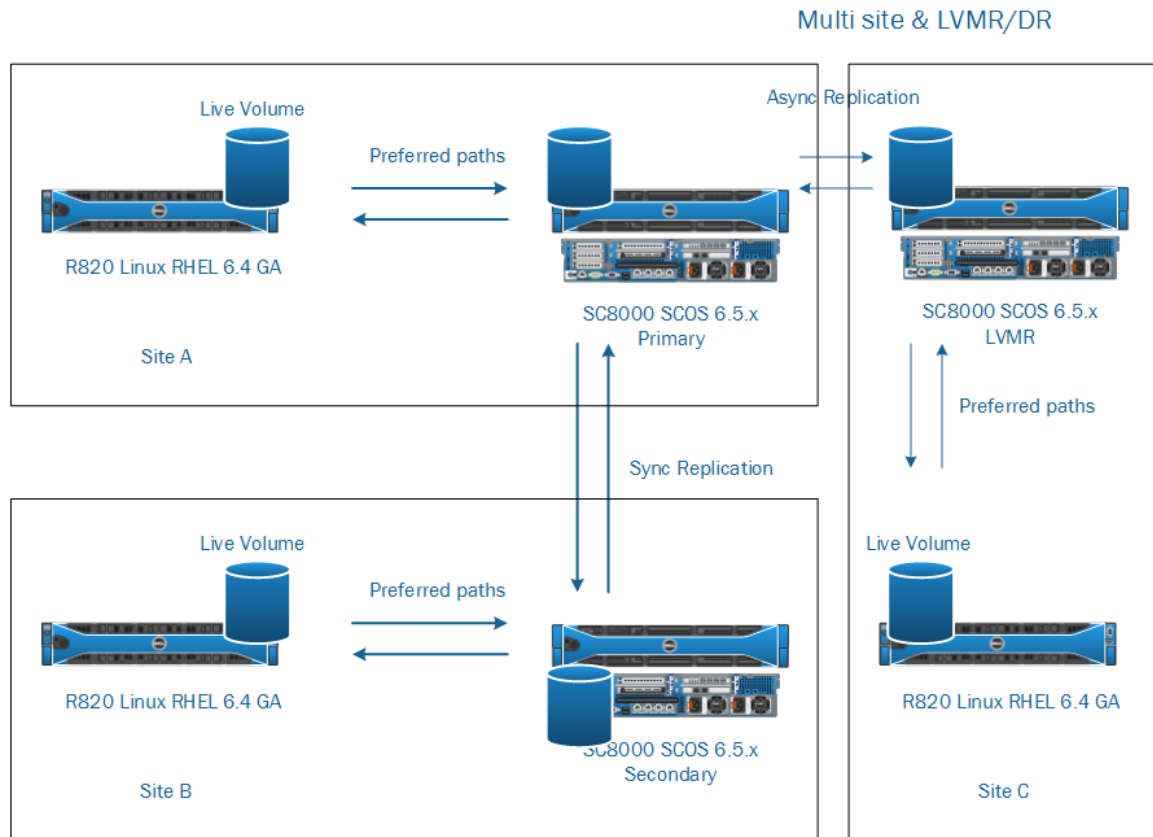 Multi site & LVMR/DR
Live Volume
Preferred paths
R820 Linux RHEL 6.4 GA
SC8000 SCOS 6.5.x
Primary
Site A
Async Replication
SC8000 SCOS 6.5.x
LVMR
Preferred paths
Sync Replication
Live Volume
Preferred paths
R820 Linux RHEL 6.4 GA
SC8000 SCOS 6.5.x
Secondary
Site B
Live Volume
R820 Linux RHEL 6.4 GA
Site C